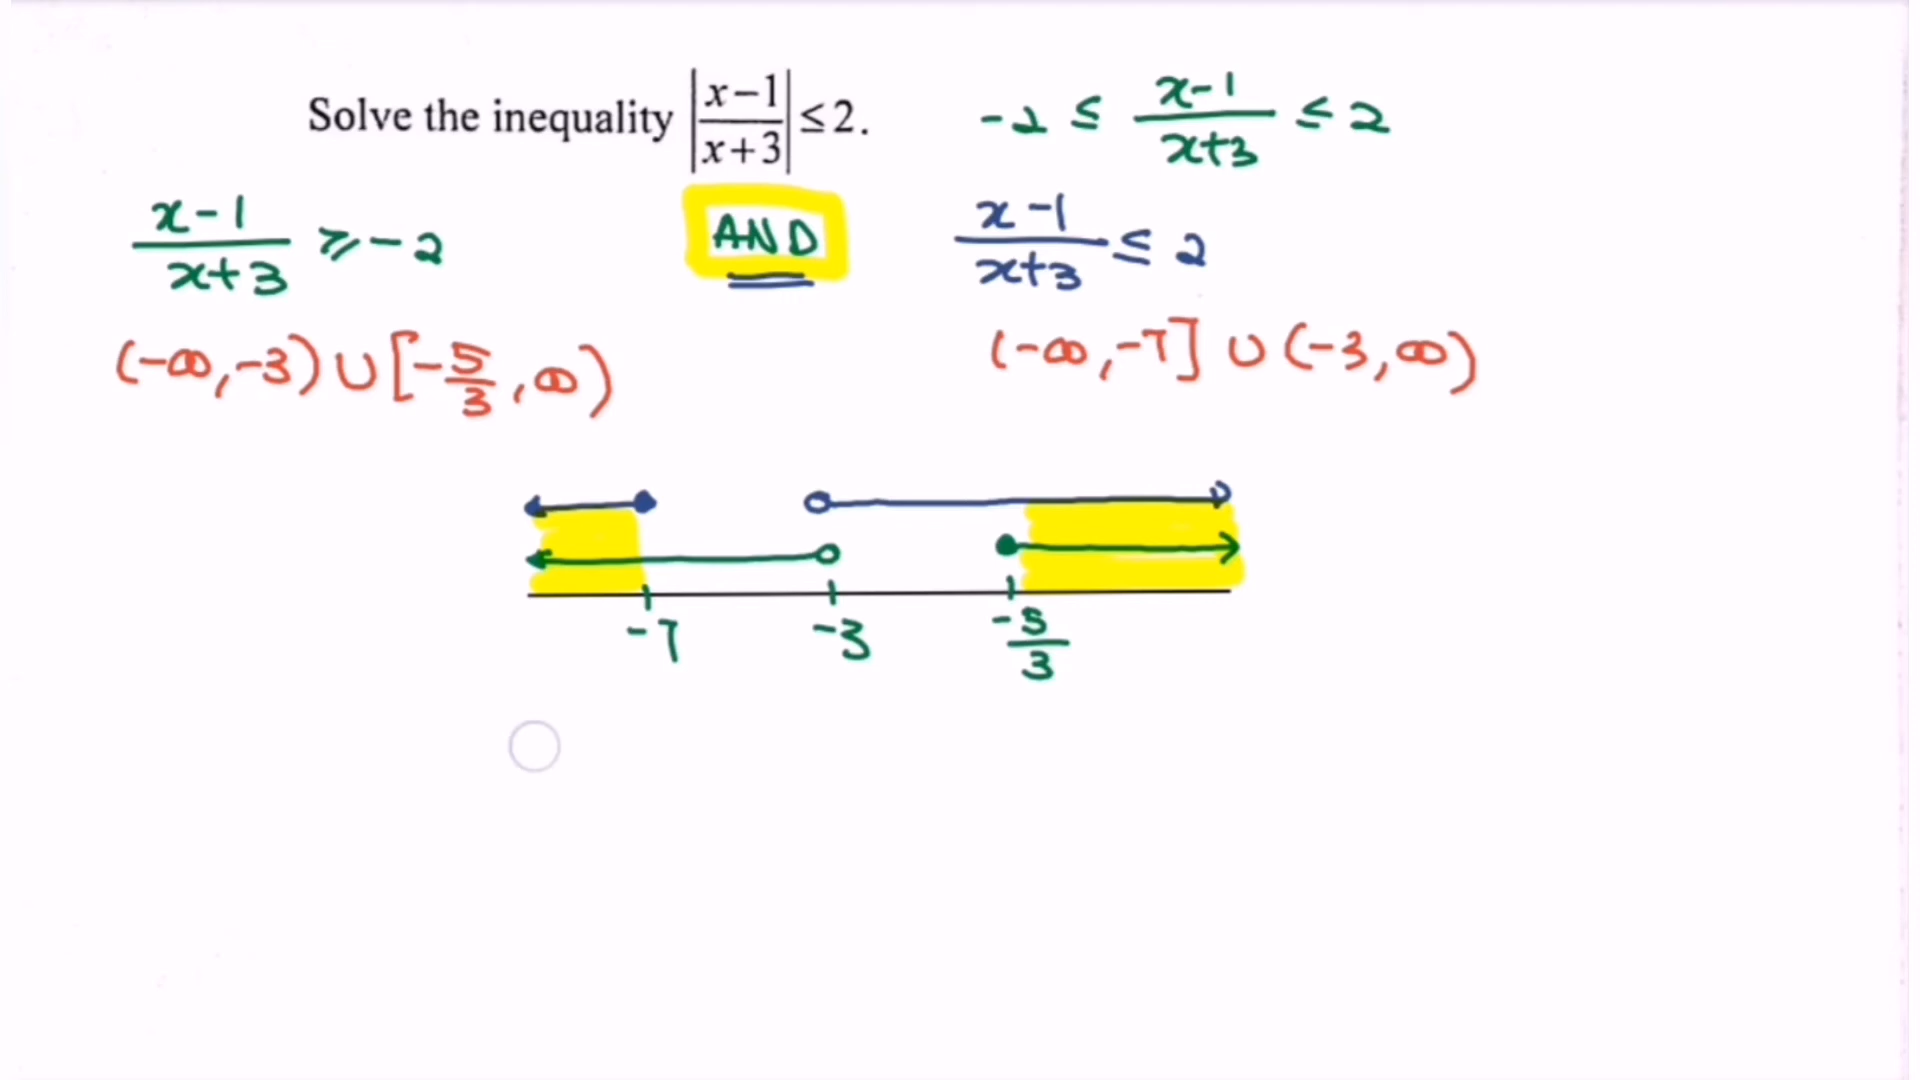 Solve the inequality |x-1/x+3| ≤ 2.
-2 ≤ x-1/x+3 ≤ 2
x-1/x+3 ≥ -2
AND
x-1/x+3 ≤ 2
(-∞,-3) ∪ [-5/3,∞)
(-∞,-7] ∪ (-3,∞)
-7 -3 -5/3